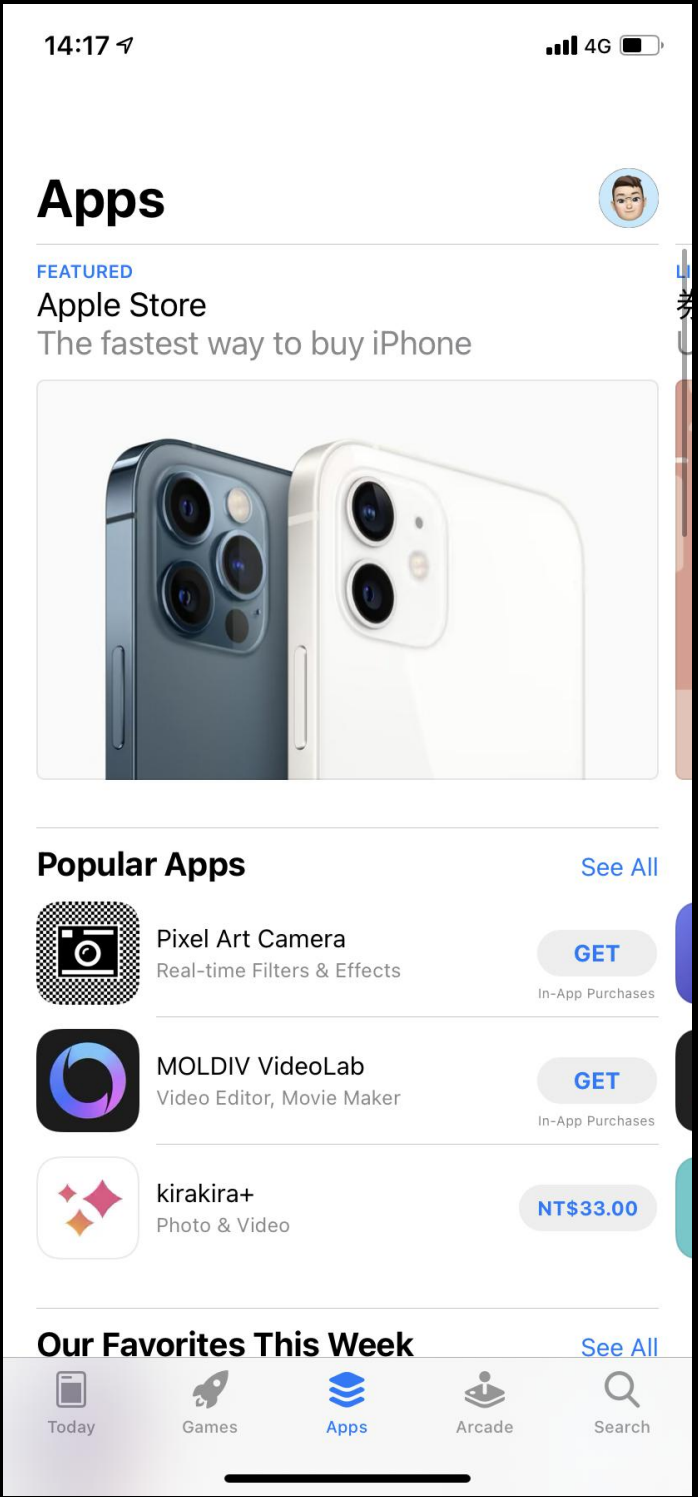 14:17
4G
Apps
FEATURED
Apple Store
The fastest way to buy iPhone
Popular Apps
See All
Pixel Art Camera
Real-time Filters & Effects
GET
In-App Purchases
MOLDIV VideoLab
Video Editor, Movie Maker
GET
In-App Purchases
kirakira+
Photo & Video
NT$33.00
Our Favorites This Week
See All
Today
Games
Apps
Arcade
Search